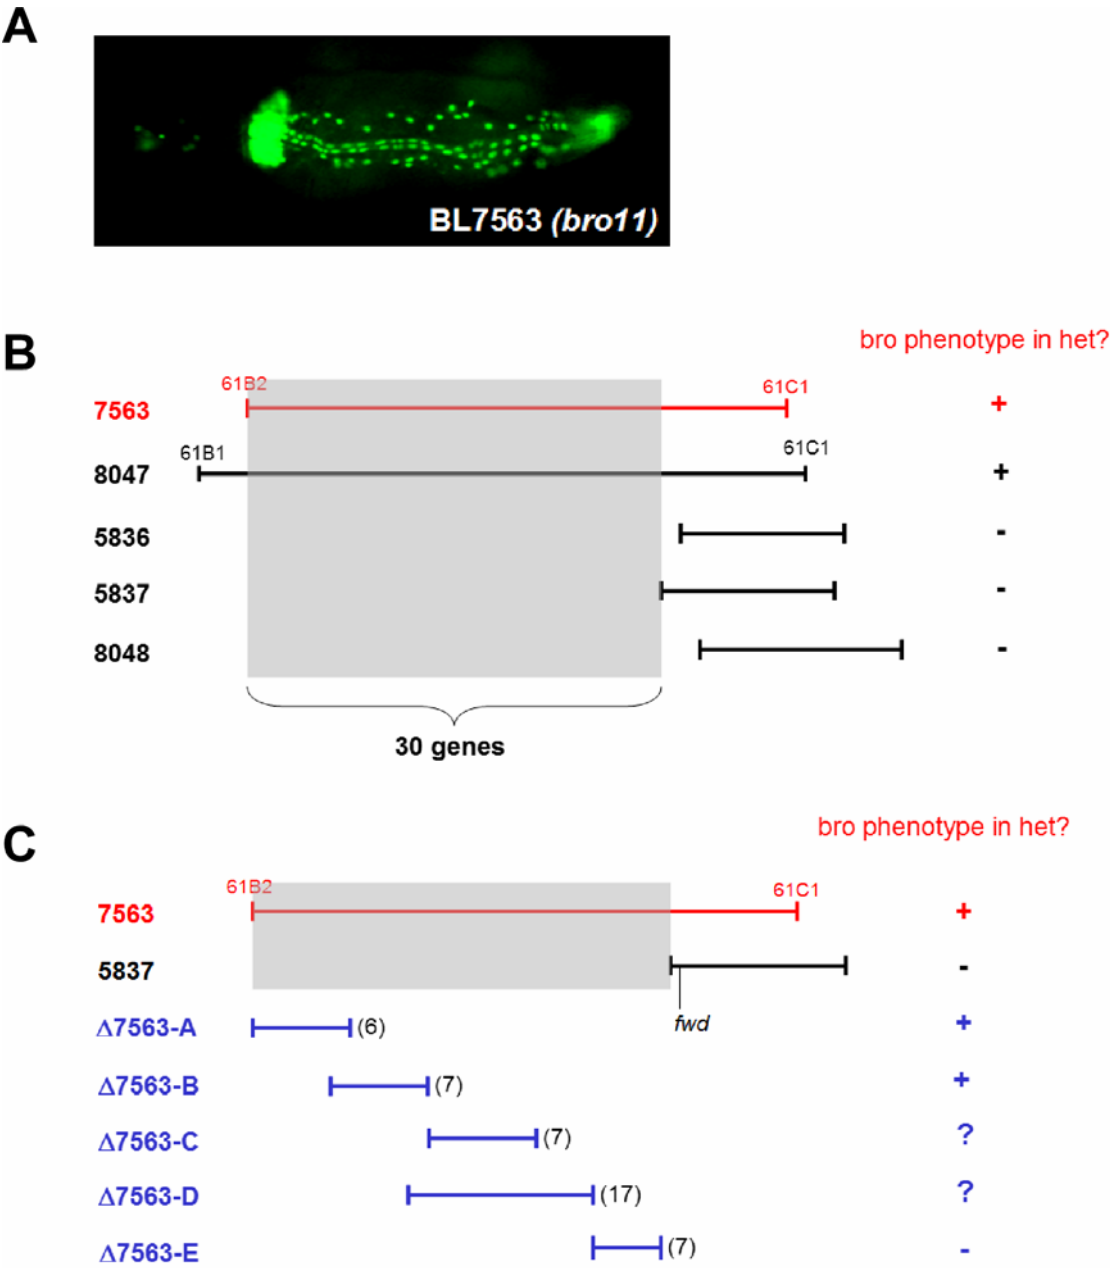 A
BL7563 (bro11)
B
bro phenotype in het?
61B2
61C1
7563
+
61B1
61C1
8047
+
5836
-
5837
-
8048
-
30 genes
C
bro phenotype in het?
61B2
61C1
7563
+
5837
-
fwd
Δ7563-A
(6)
+
Δ7563-B
(7)
+
Δ7563-C
(7)
?
Δ7563-D
(17)
?
Δ7563-E
(7)
-